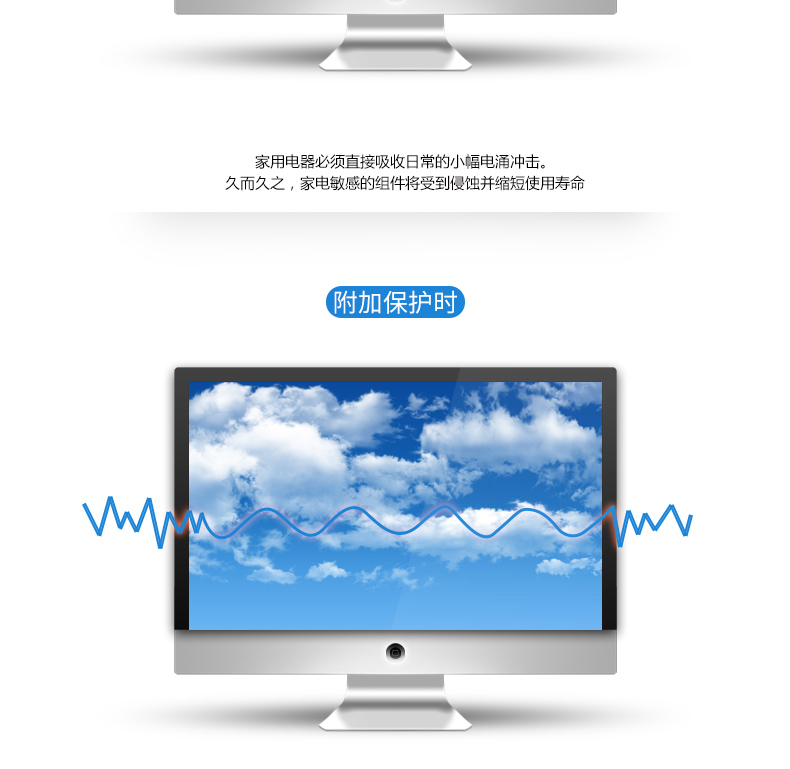 家用电器必须直接吸收日常的小幅电涌冲击。
久而久之，家电敏感的组件将受到侵蚀并缩短使用寿命
附加保护时